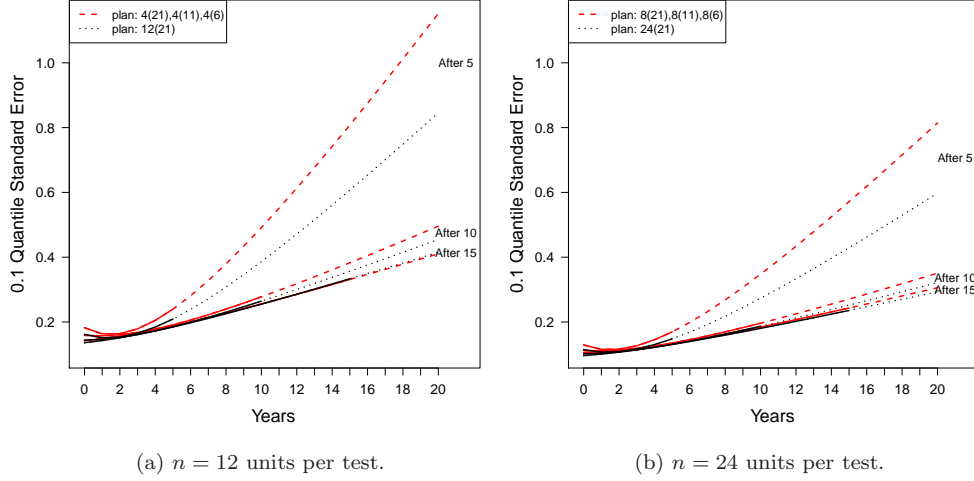 plan: 4(21),4(11),4(6)
plan: 12(21)
0.1 Quantile Standard Error
1.0
0.8
0.6
0.4
0.2
After 5
After 10
After 15
0 2 4 6 8 10 12 14 16 18 20
Years
(a) n = 12 units per test.
plan: 8(21),8(11),8(6)
plan: 24(21)
0.1 Quantile Standard Error
1.0
0.8
0.6
0.4
0.2
After 5
After 10
After 15
0 2 4 6 8 10 12 14 16 18 20
Years
(b) n = 24 units per test.